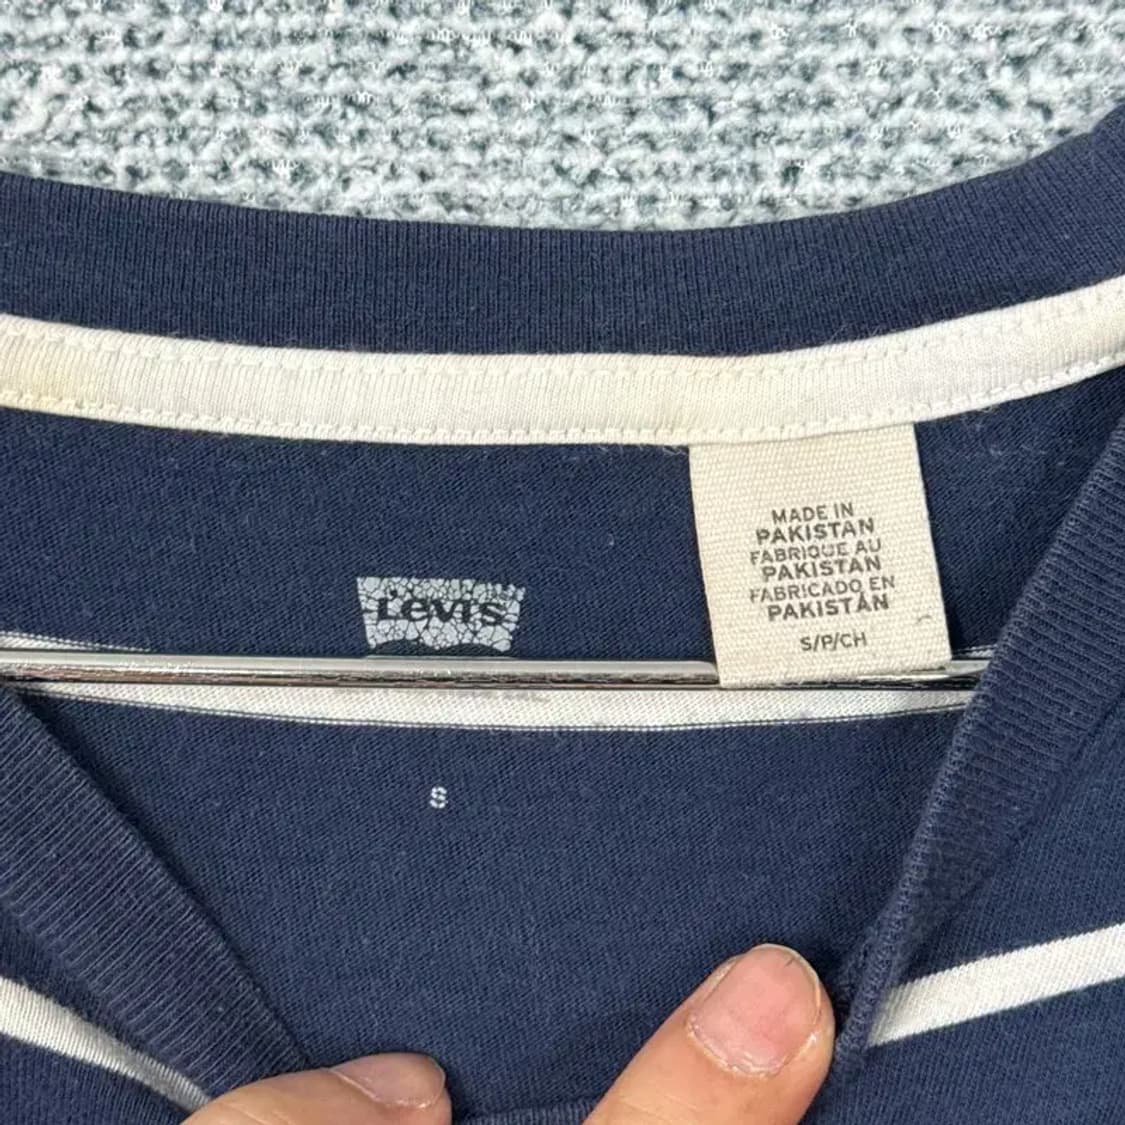 Levi's
MADE IN
PAKISTAN
FABRIQUE AU
PAKISTAN
FABRICADO EN
PAKISTÁN
S/P/CH
S